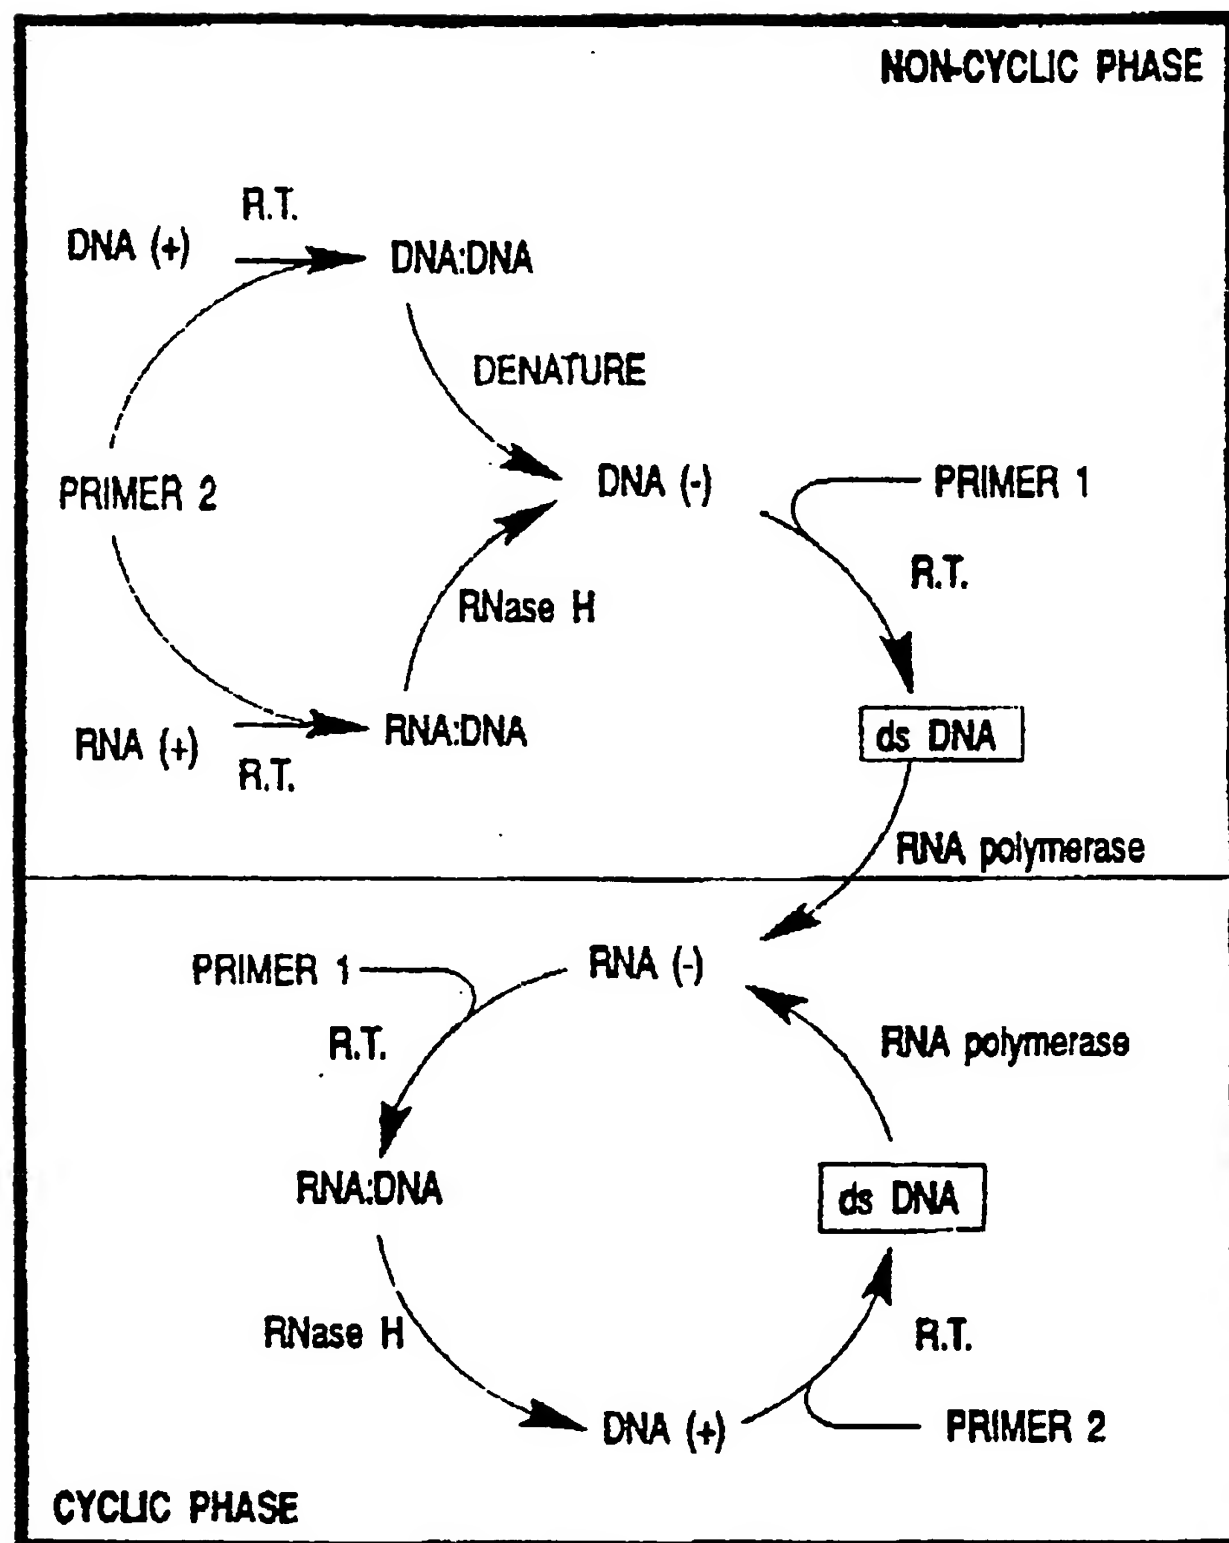 NON-CYCLIC PHASE
R.T.
DNA (+)
DNA:DNA
DENATURE
PRIMER 2
DNA (-)
PRIMER 1
R.T.
RNase H
RNA (+)
R.T.
RNA:DNA
ds DNA
RNA polymerase
PRIMER 1
RNA (-)
R.T.
RNA polymerase
RNA:DNA
ds DNA
RNase H
R.T.
DNA (+)
PRIMER 2
CYCLIC PHASE